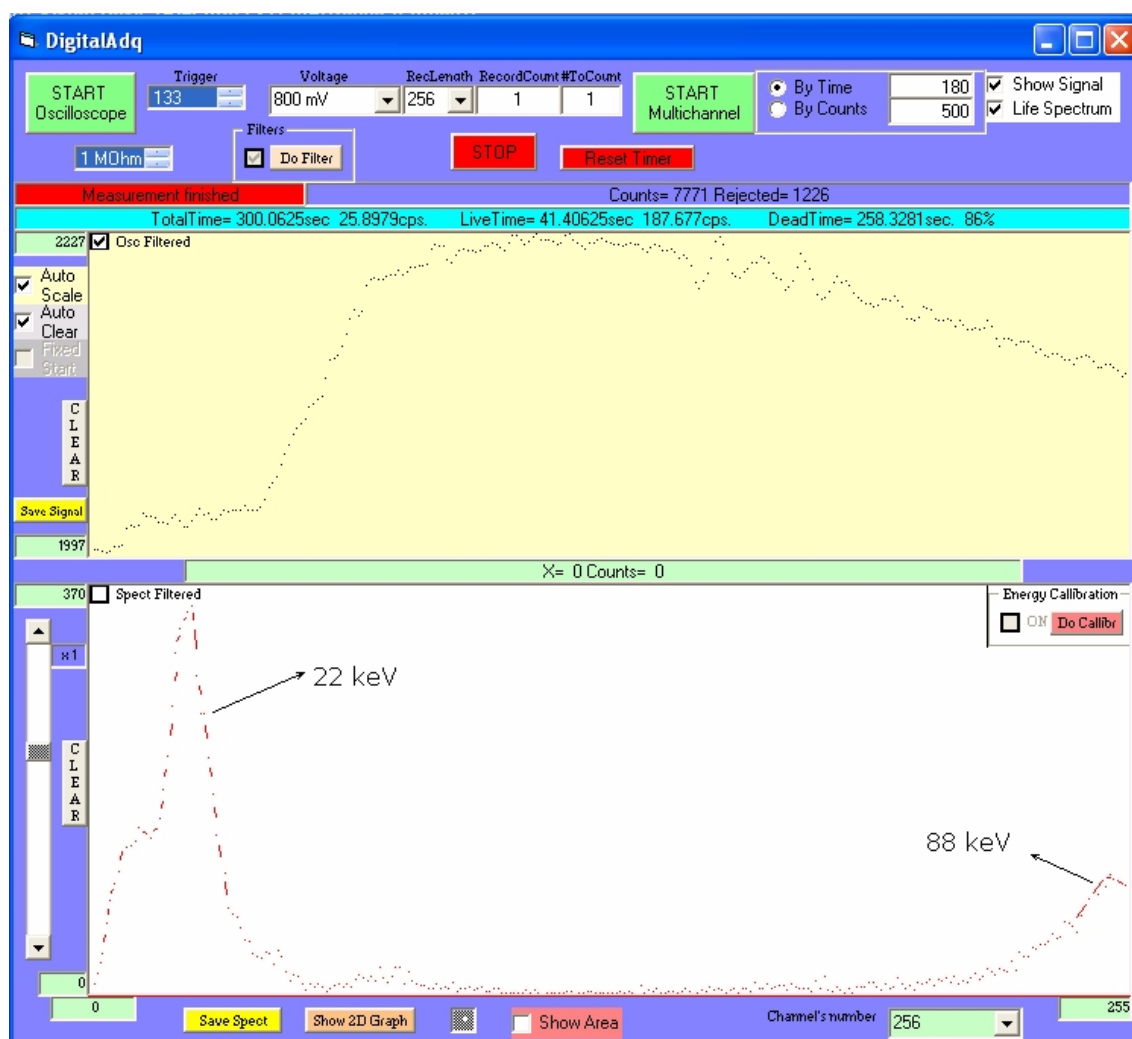 DigitalAdq
START Oscilloscope
Trigger
133
Voltage
800 mV
RecLength
256
RecordCount
1
#ToCount
1
START Multichannel
By Time
180
By Counts
500
Show Signal
Life Spectrum
1 MOhm
Filters
Do Filter
STOP
Reset Timer
Measurement finished
Counts= 7771 Rejected= 1226
TotalTime= 300.0625sec 25.8979cps. LiveTime= 41.40625sec 187.677cps. DeadTime= 258.3281sec. 86%
2227
Osc Filtered
Auto Scale
Auto Clear
Fixed Start
CLEAR
Save Signal
1997
X= 0 Counts= 0
370
Spect Filtered
Energy Callibration
ON
Do Callibr
x1
22 keV
CLEAR
88 keV
0
0
255
Save Spect
Show 2D Graph
Show Area
Channel's number
256